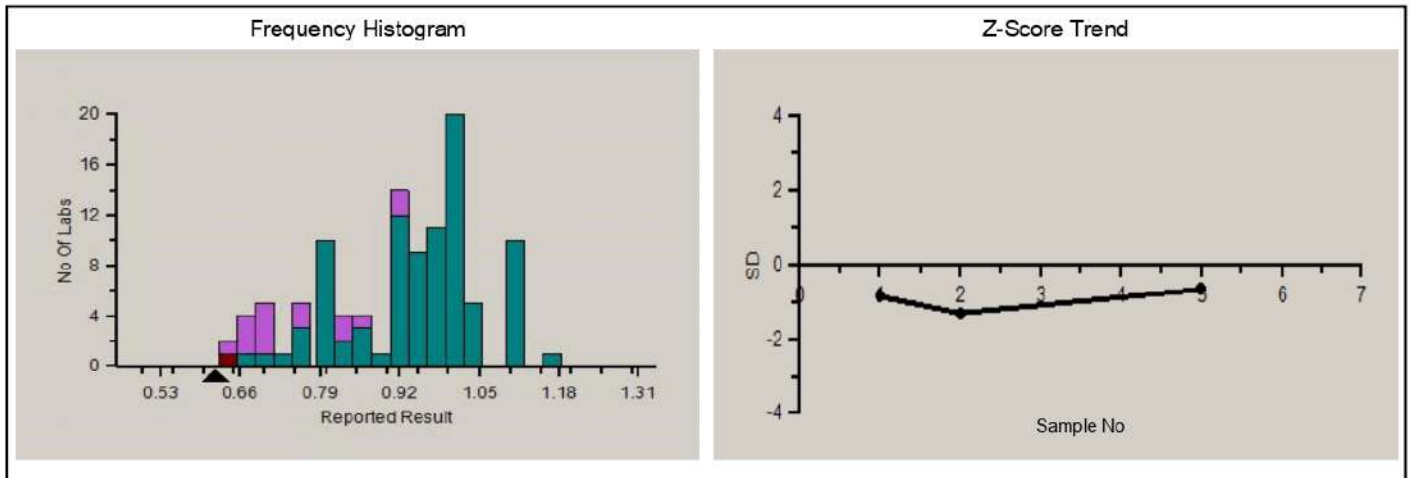 Frequency Histogram
20
16
12
8
4
0
No Of Labs
0.53 0.66 0.79 0.92 1.05 1.18 1.31
Reported Result
Z-Score Trend
4
2
0
-2
-4
SD
0 1 2 3 4 5 6 7
Sample No